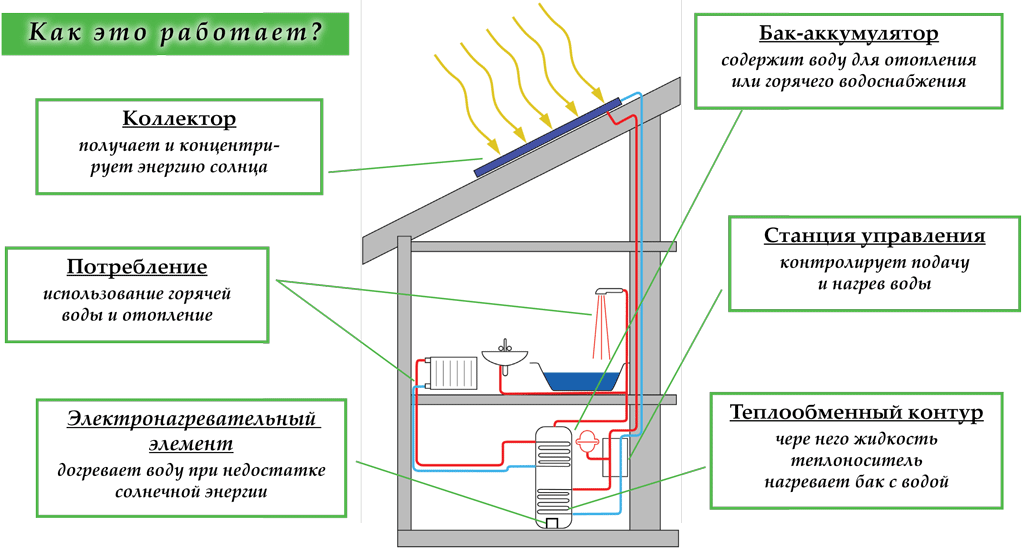 Как это работает?
Бак-аккумулятор
содержит воду для отопления
или горячего водоснабжения
Коллектор
получает и концентри-
рует энергию солнца
Станция управления
контролирует подачу
и нагрев воды
Потребление
использование горячей
воды и отопление
Электронагревательный
элемент
догревает воду при недостатке
солнечной энергии
Теплообменный контур
чере него жидкость
теплоноситель
нагревает бак с водой